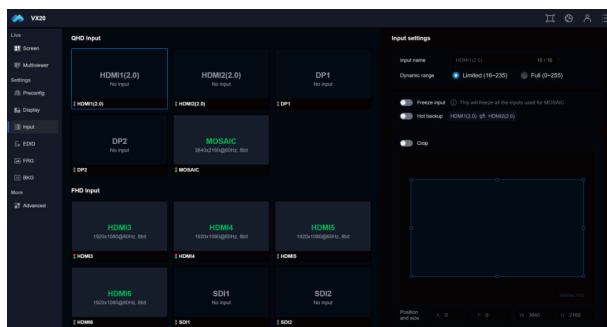 VX20
Live
Screen
Multiviewer
Settings
Preconfig
Display
Input
EDID
FRG
BKG
More
Advanced
QHD Input
HDMI1(2.0)
No input
HDMI1(2.0)
HDMI2(2.0)
No input
HDMI2(2.0)
DP1
No input
DP1
DP2
No input
DP2
MOSAIC
3840x2160@60Hz, 8bit
MOSAIC
FHD Input
HDMI3
1920x1080@60Hz, 8bit
HDMI3
HDMI4
1920x1080@60Hz, 8bit
HDMI4
HDMI5
1920x1080@60Hz, 8bit
HDMI5
HDMI6
1920x1080@60Hz, 8bit
HDMI6
SDI1
No input
SDI1
SDI2
No input
SDI2
Input settings
Input name HDMI1(2.0) 10 / 16
Dynamic range Limited (16~235) Full (0~255)
Freeze input This will freeze all the inputs used for MOSAIC
Hot backup HDMI1(2.0) HDMI2(2.0)
Crop
3840x2160
Position and size X 0 Y 0 W 3840 H 2160